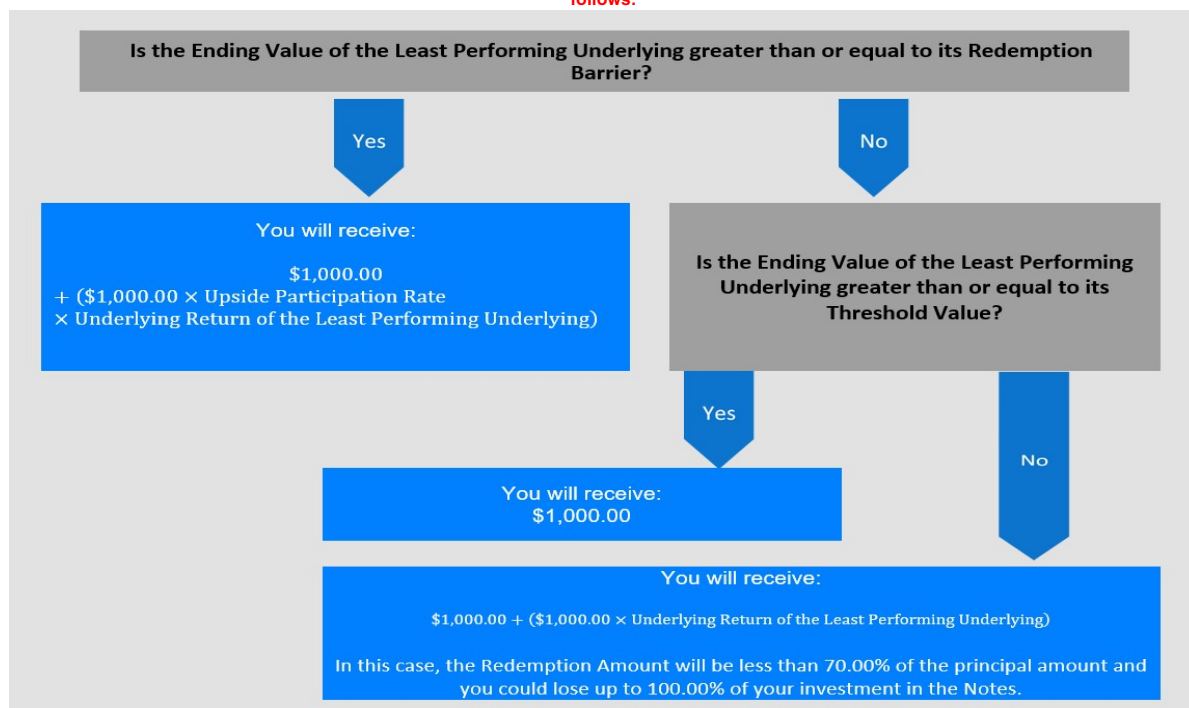 follows:
Is the Ending Value of the Least Performing Underlying greater than or equal to its Redemption
Barrier?
Yes
No
You will receive:
$1,000.00
+ ($1,000.00 × Upside Participation Rate
× Underlying Return of the Least Performing Underlying)
Is the Ending Value of the Least Performing
Underlying greater than or equal to its
Threshold Value?
Yes
No
You will receive:
$1,000.00
You will receive:
$1,000.00 + ($1,000.00 × Underlying Return of the Least Performing Underlying)
In this case, the Redemption Amount will be less than 70.00% of the principal amount and
you could lose up to 100.00% of your investment in the Notes.